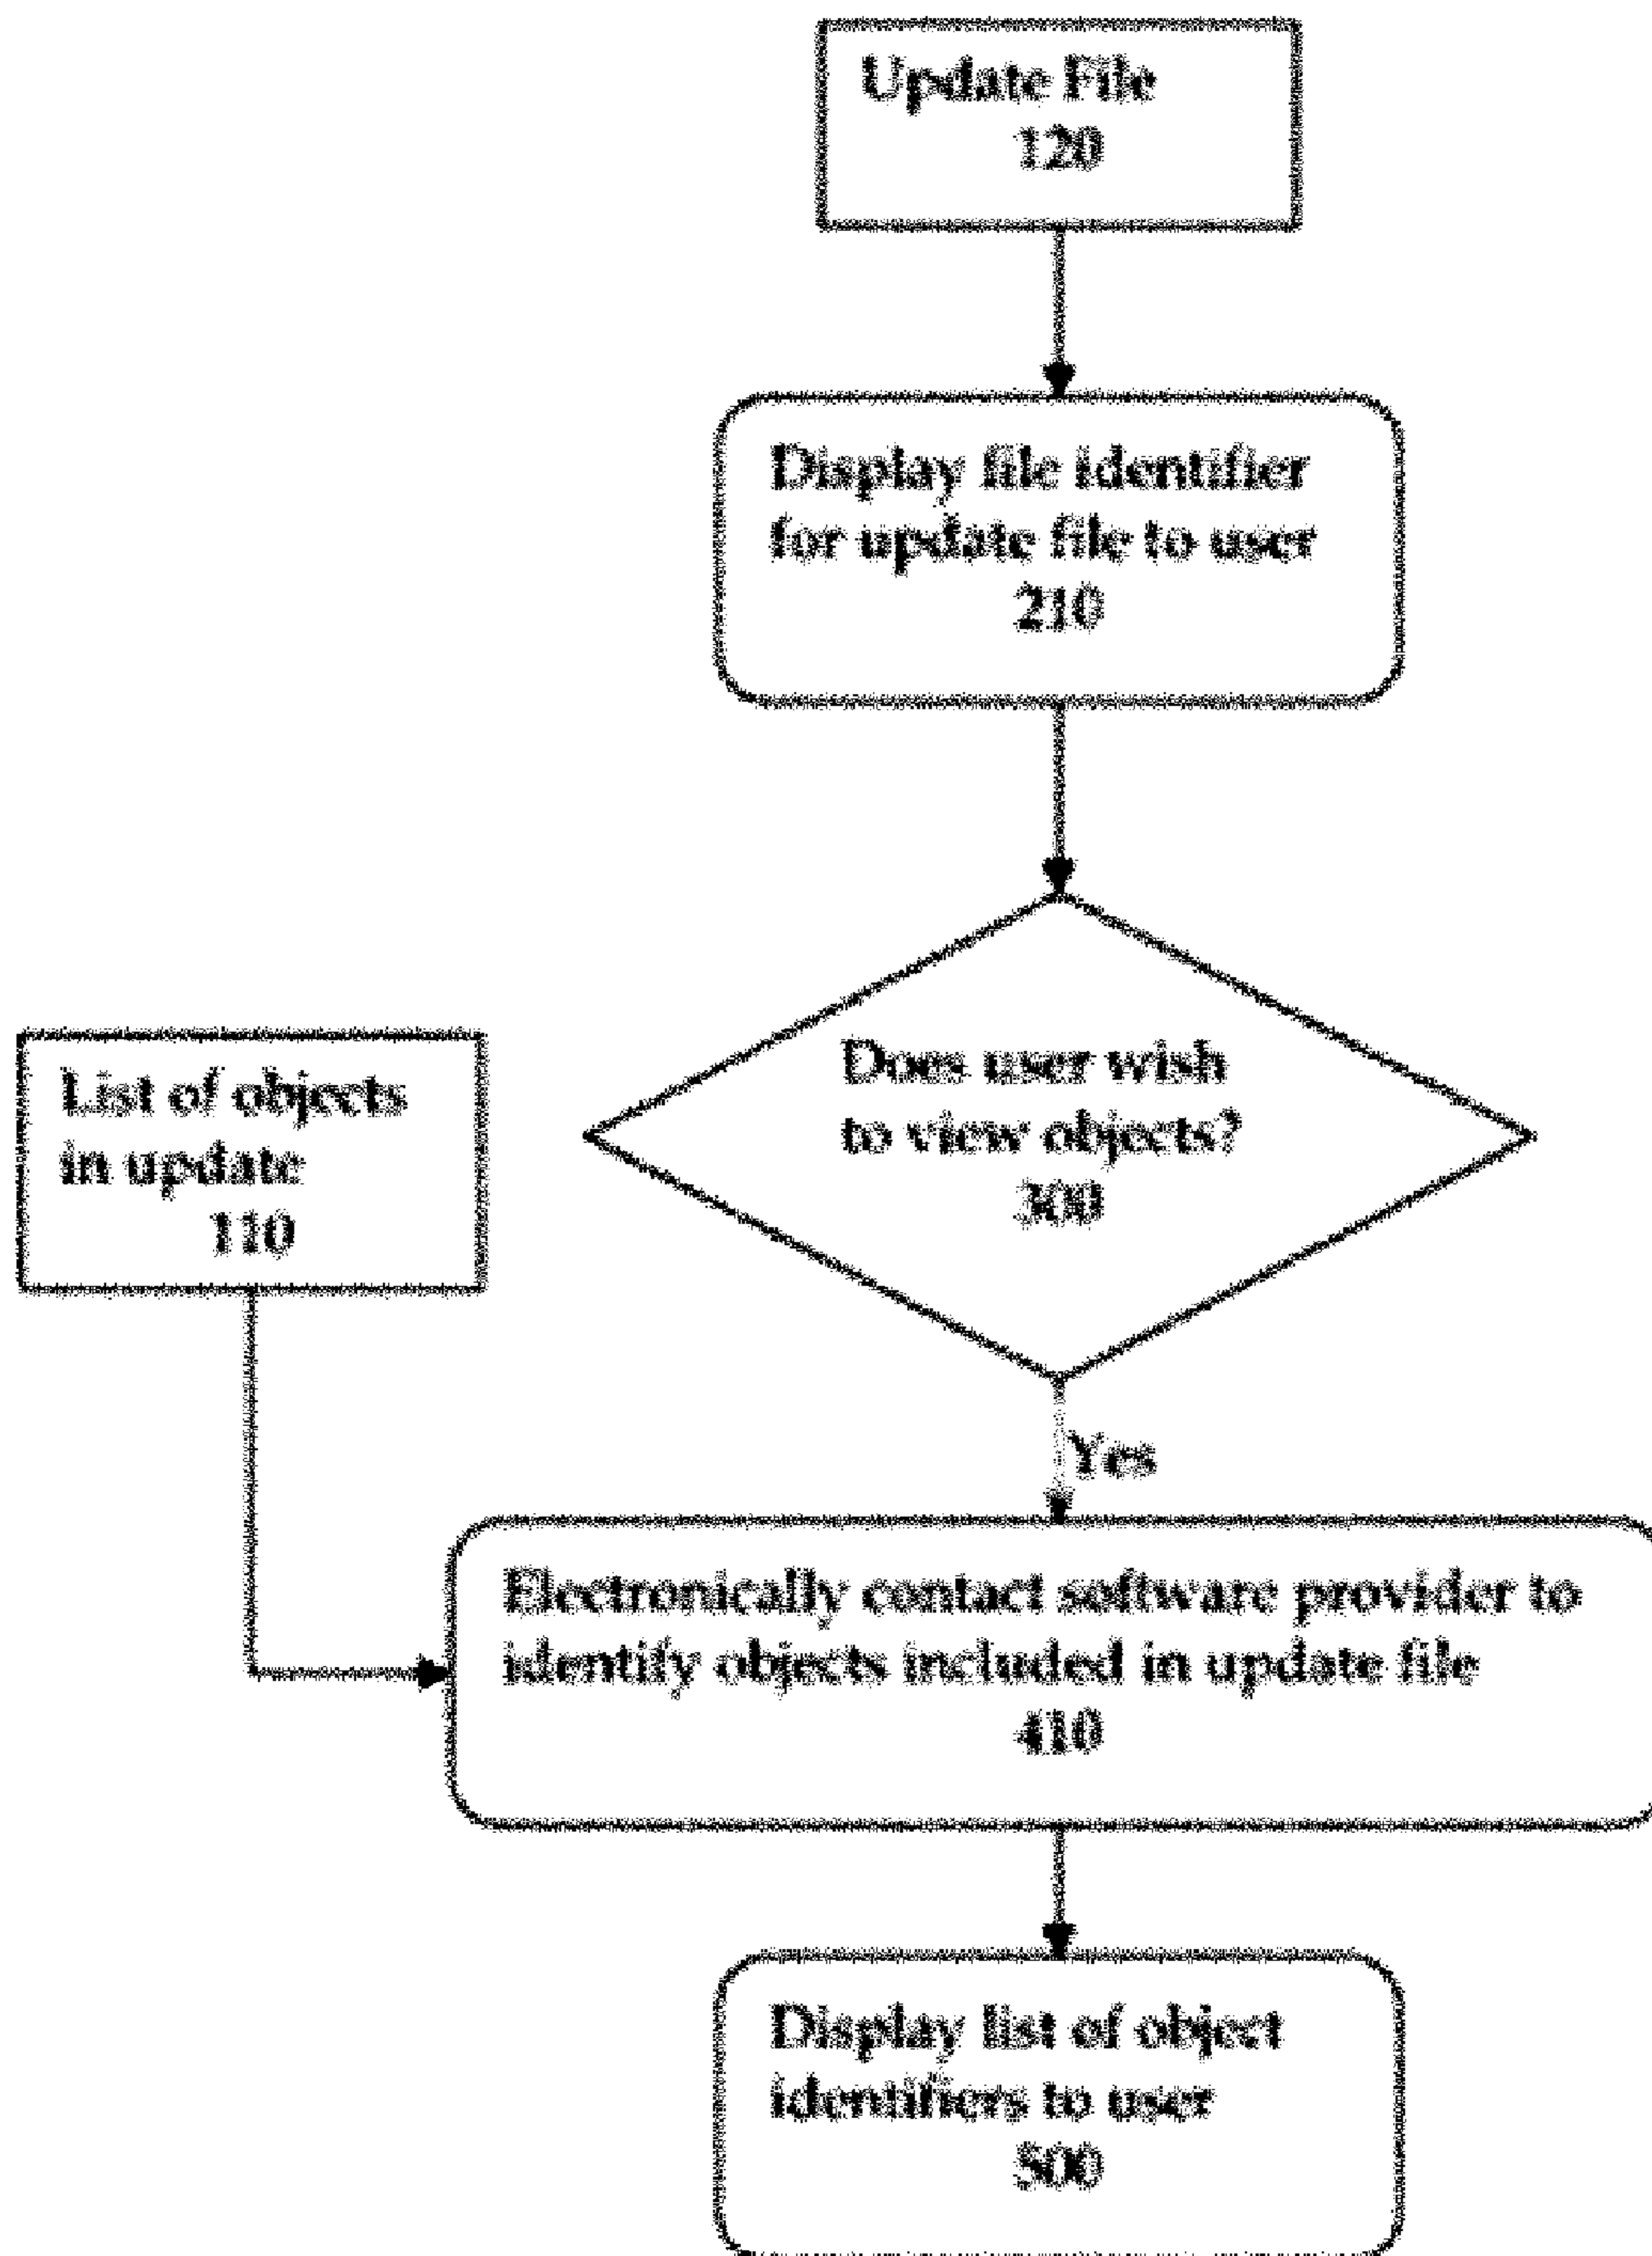 Update File
120
Display file identifier
for update file to user
210
Does user wish
to view objects?
300
List of objects
in update
110
Yes
Electronically contact software provider to
identify objects included in update file
410
Display list of object
identifiers to user
500